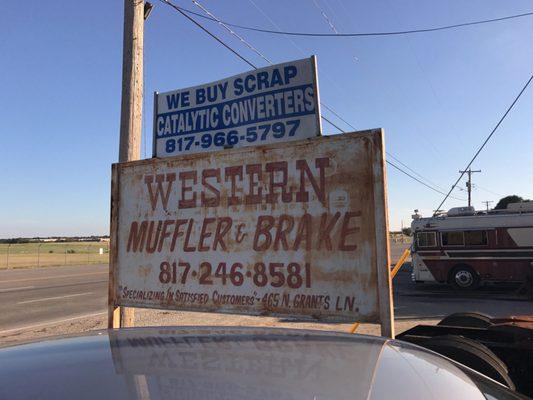 WE BUY SCRAP
CATALYTIC CONVERTERS
817-966-5797
WESTERN
MUFFLER & BRAKE
817-246-8581
"SPECIALIZING IN SATISFIED CUSTOMERS" - 465 N. GRANTS LN.